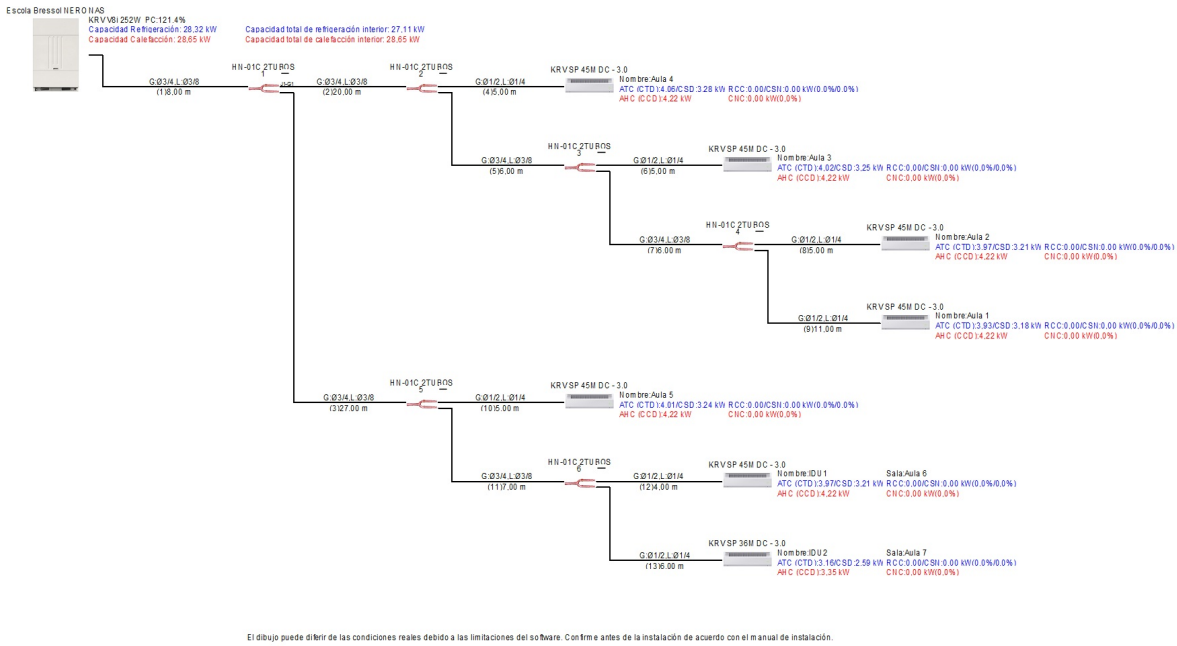 Escola Bressol NERO NAS
KRV V8i 252W PC:121.4%
Capacidad Refrigeración: 28,32 kW Capacidad total de refrigeración interior: 27,11 kW
Capacidad Calefacción: 28,65 kW Capacidad total de calefacción interior: 28,65 kW
HN-01C 2TUBOS
1
HN-01C 2TUBOS
2
KRVSP 45M DC - 3.0
Nombre:Aula 4
G:Ø3/4,L:Ø3/8
(1)8,00 m
G:Ø3/4,L:Ø3/8
(2)20,00 m
G:Ø1/2,L:Ø1/4
(4)5,00 m
ATC (CTD):4.06/CSD:3.28 kW RCC:0.00/CSN:0.00 kW(0.0%/0.0%)
AHC (CCD):4,22 kW CNC:0,00 kW(0,0%)
HN-01C 2TUBOS
3
KRVSP 45M DC - 3.0
Nombre:Aula 3
G:Ø3/4,L:Ø3/8
(5)6,00 m
G:Ø1/2,L:Ø1/4
(6)5,00 m
ATC (CTD):4,02/CSD:3,25 kW RCC:0,00/CSN:0,00 kW(0,0%/0,0%)
AHC (CCD):4,22 kW CNC:0,00 kW(0,0%)
HN-01C 2TUBOS
4
KRVSP 45M DC - 3.0
Nombre:Aula 2
G:Ø3/4,L:Ø3/8
(7)6,00 m
G:Ø1/2,L:Ø1/4
(8)5,00 m
ATC (CTD):3.97/CSD:3.21 kW RCC:0.00/CSN:0.00 kW(0.0%/0.0%)
AHC (CCD):4,22 kW CNC:0,00 kW(0,0%)
KRVSP 45M DC - 3.0
Nombre:Aula 1
G:Ø1/2,L:Ø1/4
(9)11,00 m
ATC (CTD):3,93/CSD:3,18 kW RCC:0,00/CSN:0,00 kW(0,0%/0,0%)
AHC (CCD):4,22 kW CNC:0,00 kW(0,0%)
HN-01C 2TUBOS
5
KRVSP 45M DC - 3.0
Nombre:Aula 5
G:Ø3/4,L:Ø3/8
(3)27,00 m
G:Ø1/2,L:Ø1/4
(10)5,00 m
ATC (CTD):4.01/CSD:3.24 kW RCC:0.00/CSN:0.00 kW(0.0%/0.0%)
AHC (CCD):4,22 kW CNC:0,00 kW(0,0%)
HN-01C 2TUBOS
6
KRVSP 45M DC - 3.0
Nombre:IDU1 Sala:Aula 6
G:Ø3/4,L:Ø3/8
(11)7,00 m
G:Ø1/2,L:Ø1/4
(12)4,00 m
ATC (CTD):3,97/CSD:3,21 kW RCC:0,00/CSN:0,00 kW(0,0%/0,0%)
AHC (CCD):4,22 kW CNC:0,00 kW(0,0%)
KRVSP 36M DC - 3.0
Nombre:IDU2 Sala:Aula 7
G:Ø1/2,L:Ø1/4
(13)6,00 m
ATC (CTD):3.16/CSD:2.59 kW RCC:0.00/CSN:0.00 kW(0.0%/0.0%)
AHC (CCD):3,35 kW CNC:0,00 kW(0,0%)
El dibujo puede diferir de las condiciones reales debido a las limitaciones del software. Confirme antes de la instalación de acuerdo con el manual de instalación.